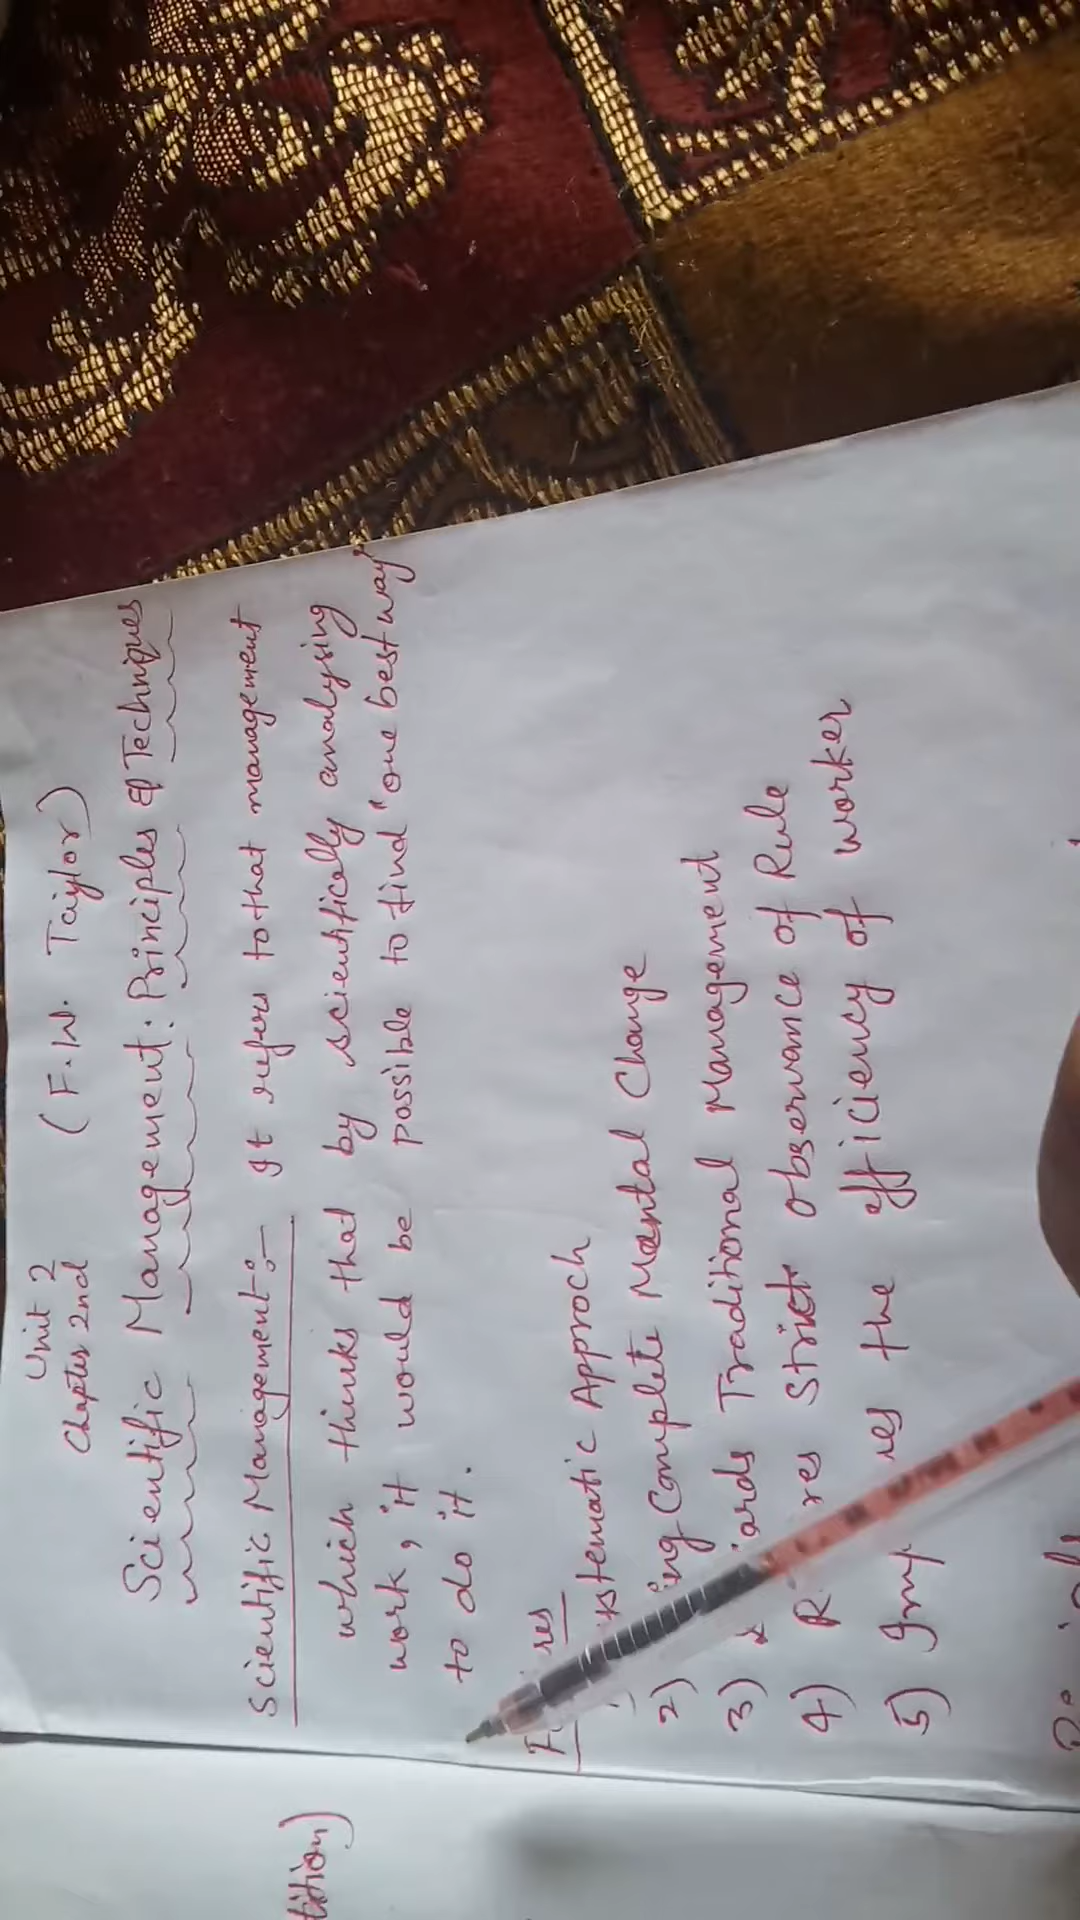 Unit 2
Chapter 2nd (F.W. Taylor)
Scientific Management: Principles & Techniques
Scientific Management:- It refers to that management
which thinks that by scientifically analysing
work, it would be possible to find "one best way"
to do it.
Approch
2) Complete Mental Change
3) Traditional Management
4) Strict observance of Rule
5) the efficiency of worker